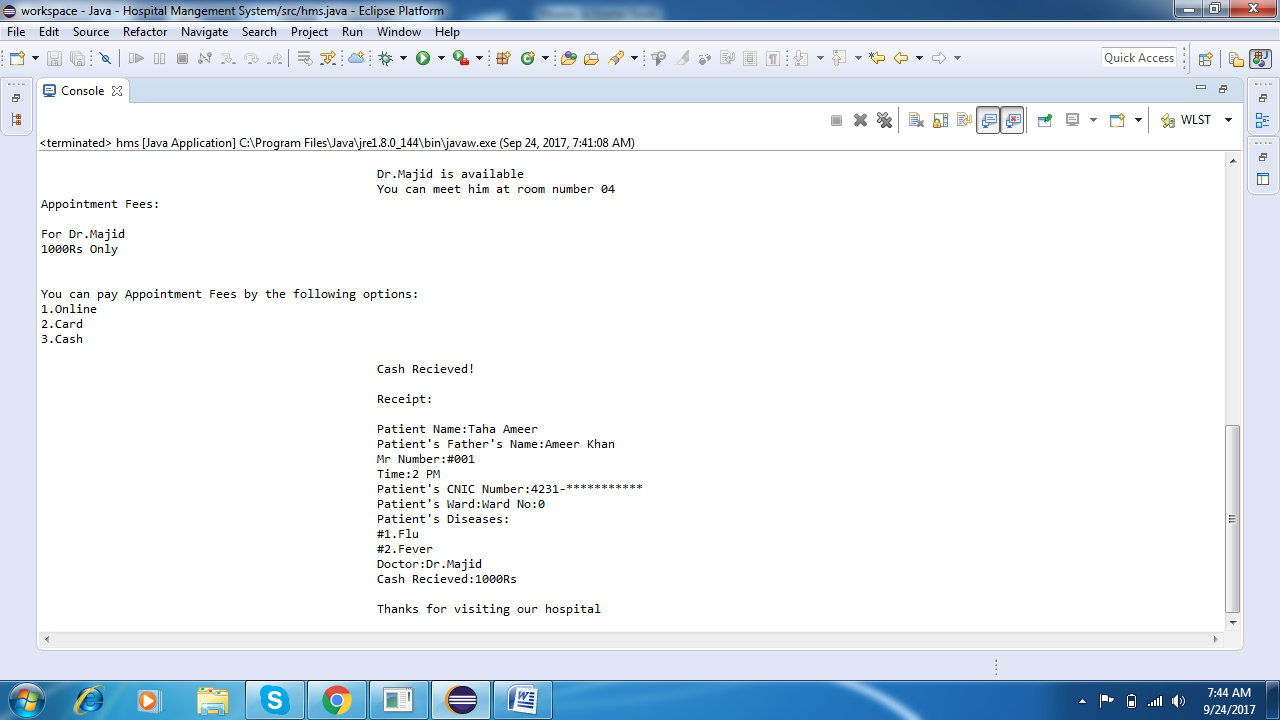 workspace - Java - Hospital Mangement System/src/hms.java - Eclipse Platform
File Edit Source Refactor Navigate Search Project Run Window Help
Quick Access
Console
WLST
<terminated> hms [Java Application] C:\Program Files\Java\jre1.8.0_144\bin\javaw.exe (Sep 24, 2017, 7:41:08 AM)
Dr.Majid is available
You can meet him at room number 04
Appointment Fees:
For Dr.Majid
1000Rs Only
You can pay Appointment Fees by the following options:
1.Online
2.Card
3.Cash
Cash Recieved!
Receipt:
Patient Name:Taha Ameer
Patient's Father's Name:Ameer Khan
Mr Number:#001
Time:2 PM
Patient's CNIC Number:4231-***********
Patient's Ward:Ward No:0
Patient's Diseases:
#1.Flu
#2.Fever
Doctor:Dr.Majid
Cash Recieved:1000Rs
Thanks for visiting our hospital
7:44 AM
9/24/2017